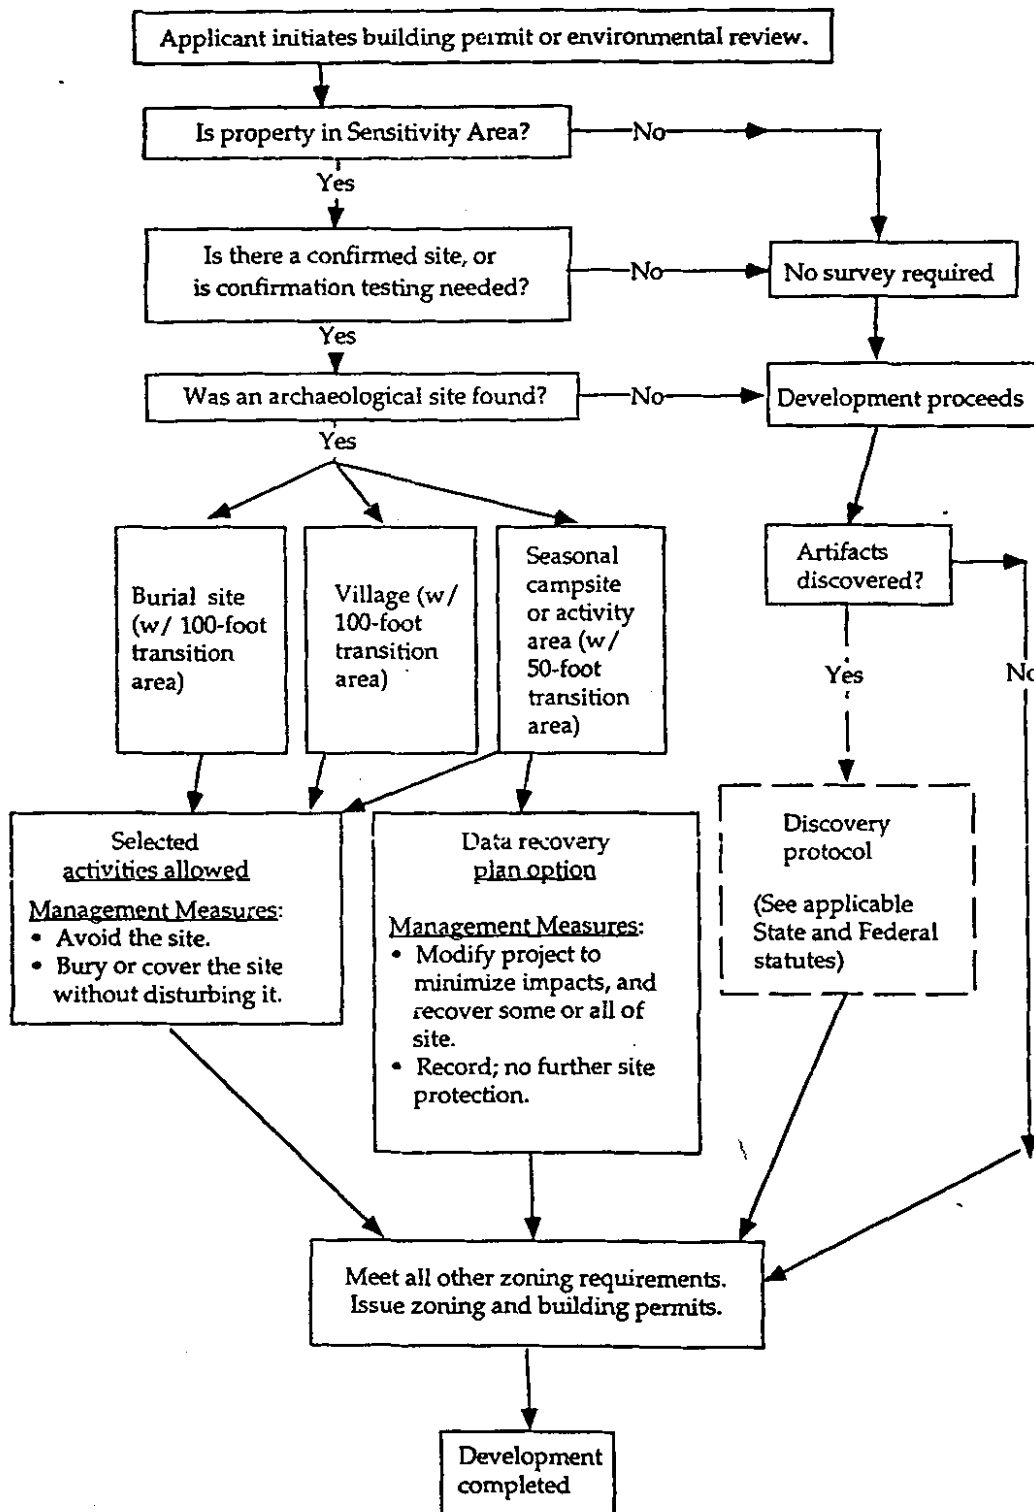 Applicant initiates building permit or environmental review.
Is property in Sensitivity Area?
No
Yes
Is there a confirmed site, or
is confirmation testing needed?
No
No survey required
Yes
Was an archaeological site found?
No
Development proceeds
Yes
Burial site
(w/ 100-foot
transition
area)
Village (w/
100-foot
transition
area)
Seasonal
campsite
or activity
area (w/
50-foot
transition
area)
Artifacts
discovered?
Yes
No
Selected
activities allowed
Management Measures:
• Avoid the site.
• Bury or cover the site
without disturbing it.
Data recovery
plan option
Management Measures:
• Modify project to
minimize impacts, and
recover some or all of
site.
• Record; no further site
protection.
Discovery
protocol
(See applicable
State and Federal
statutes)
Meet all other zoning requirements.
Issue zoning and building permits.
Development
completed